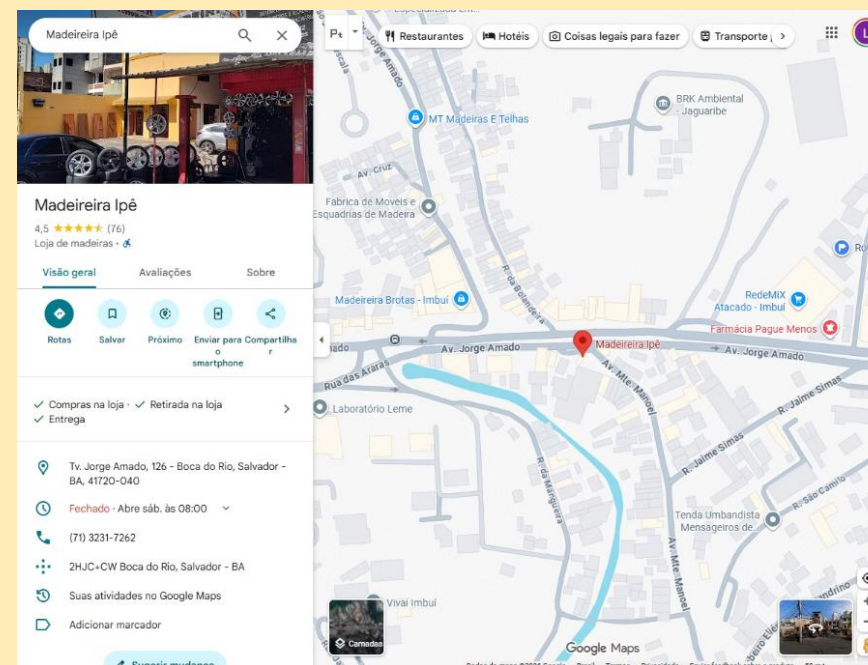 Madeireira Ipê
Madeireira Ipê
4,5 (76)
Loja de madeiras ·
Visão geral Avaliações Sobre
Rotas Salvar Próximo Enviar para o smartphone Compartilhar
Compras na loja · Retirada na loja
Entrega
Tv. Jorge Amado, 126 - Boca do Rio, Salvador -
BA, 41720-040
Fechado · Abre sáb. às 08:00
(71) 3231-7262
2HJC+CW Boca do Rio, Salvador - BA
Suas atividades no Google Maps
Adicionar marcador
Sugerir mudança
Restaurantes Hotéis Coisas legais para fazer Transporte
Jorge Amado
MT Madeiras E Telhas
BRK Ambiental
- Jaguaribe
Av. Cruz
Fabrica de Moveis e
Esquadrias de Madeira
R. da Bolandeira
Madeireira Brotas - Imbuí
RedeMiX
Atacado - Imbuí
Farmácia Pague Menos
Av. Jorge Amado
Madeireira Ipê
Av. Jorge Amado
Rua das Araras
Laboratório Leme
Av. Mte. Manoel
R. Jaime Simas
R. Jaime Simas
R. da Mangueira
R. São Camilo
Tenda Umbandista
Mensageiros de...
Av. Mte. Manoel
Vivai Imbuí
Camadas
Google Maps